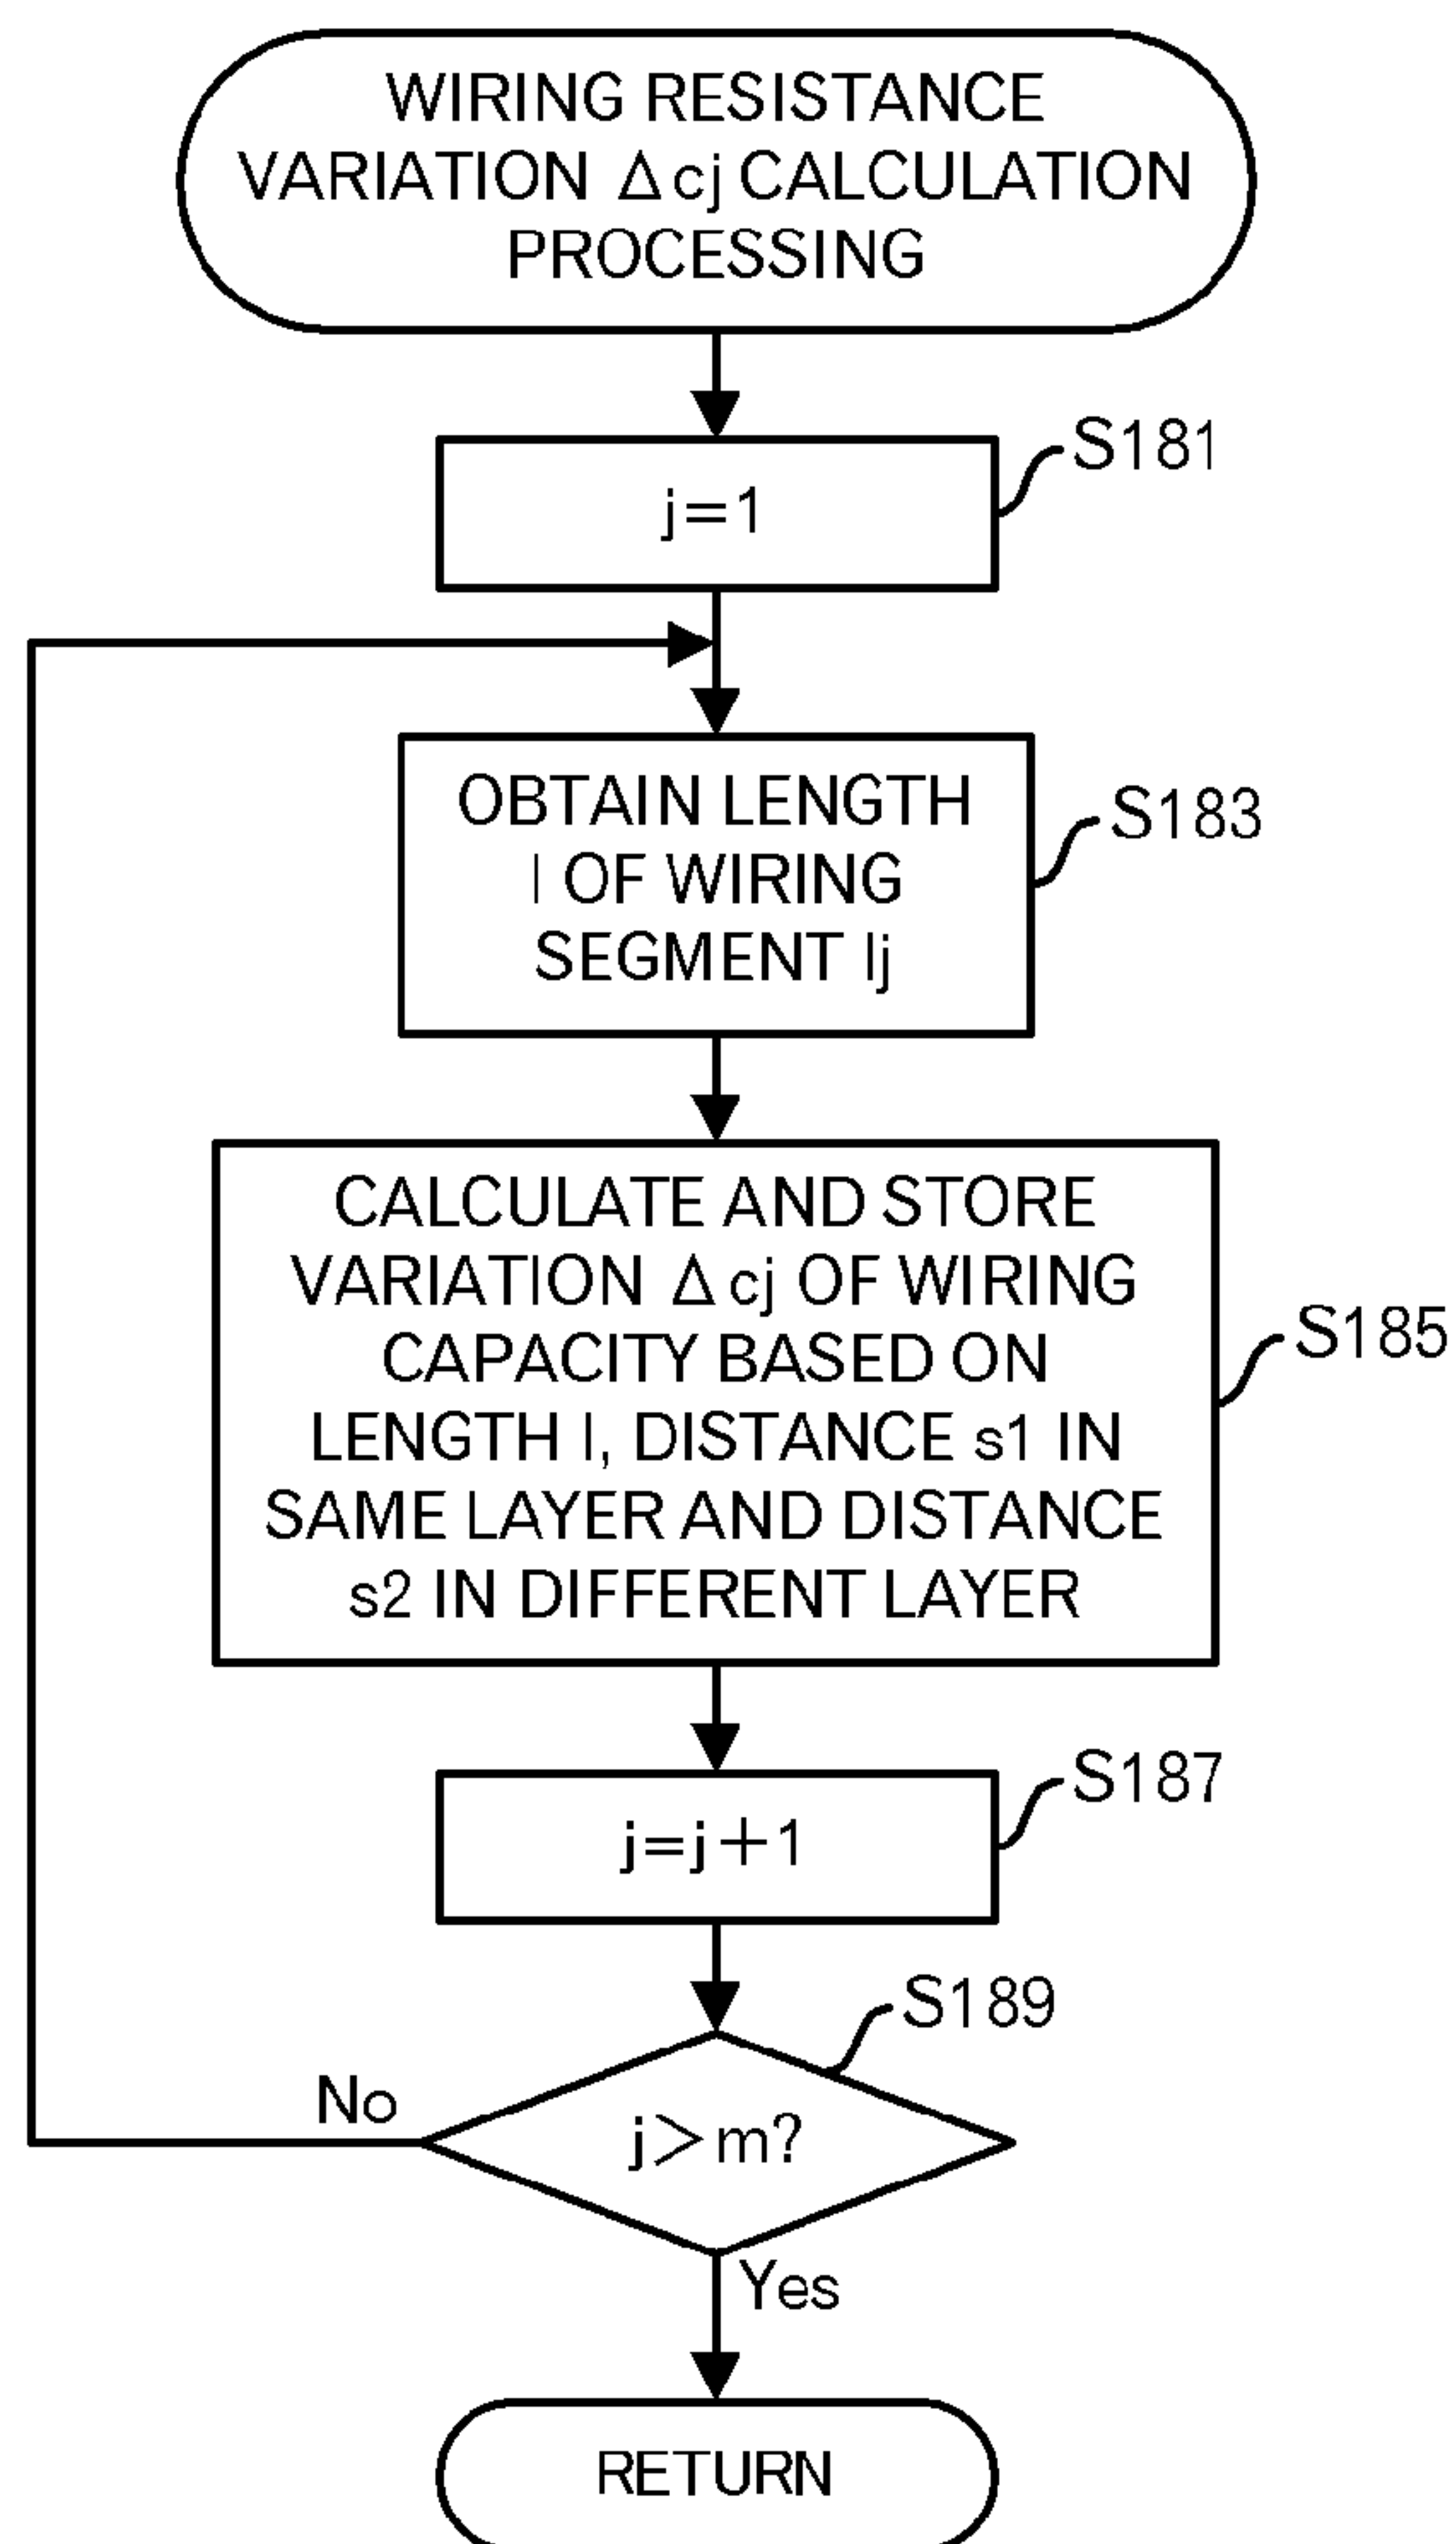 WIRING RESISTANCE
VARIATION Δcj CALCULATION
PROCESSING
S181
j=1
OBTAIN LENGTH
l OF WIRING
SEGMENT lj
S183
CALCULATE AND STORE
VARIATION Δcj OF WIRING
CAPACITY BASED ON
LENGTH l, DISTANCE s1 IN
SAME LAYER AND DISTANCE
s2 IN DIFFERENT LAYER
S185
S187
j=j+1
S189
No
j>m?
Yes
RETURN